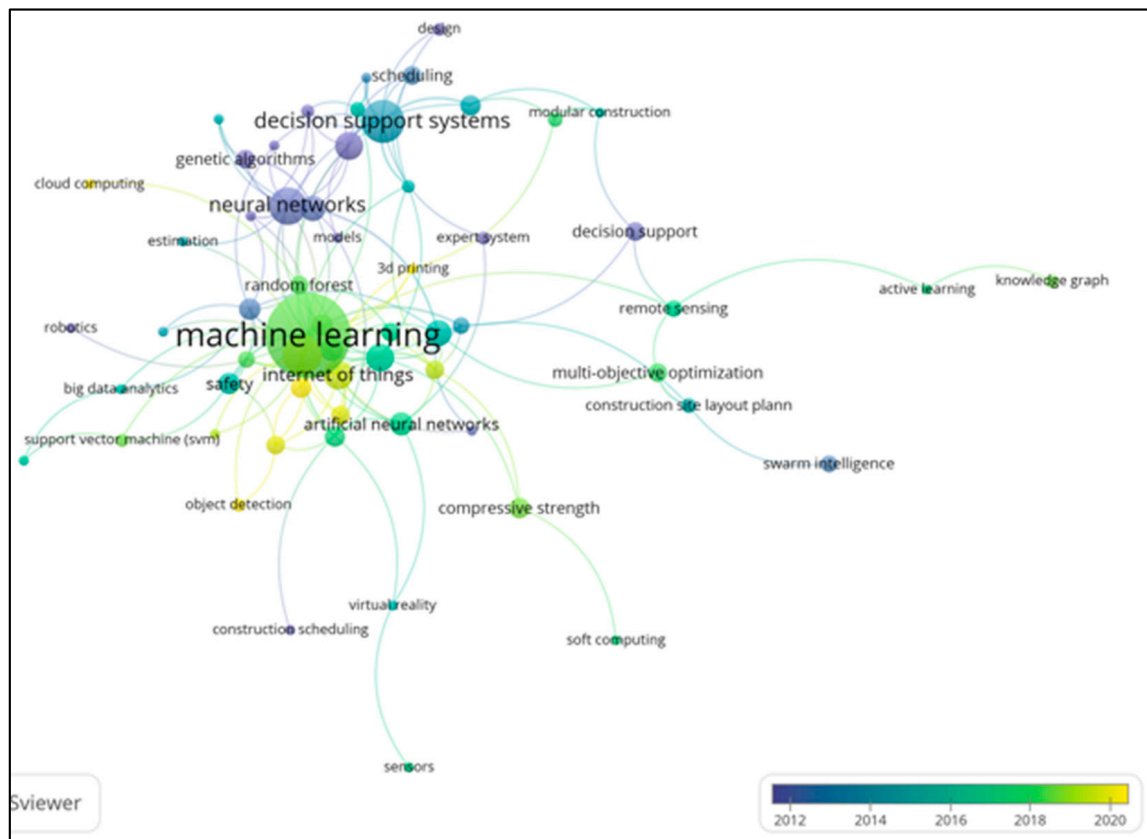 design
scheduling
decision support systems
modular construction
genetic algorithms
cloud computing
neural networks
estimation
models
expert system
decision support
3d printing
random forest
active learning
knowledge graph
remote sensing
robotics
machine learning
internet of things
multi-objective optimization
safety
big data analytics
construction site layout plann
artificial neural networks
support vector machine (svm)
swarm intelligence
object detection
compressive strength
virtual reality
construction scheduling
soft computing
sensors
Sviewer
2012 2014 2016 2018 2020